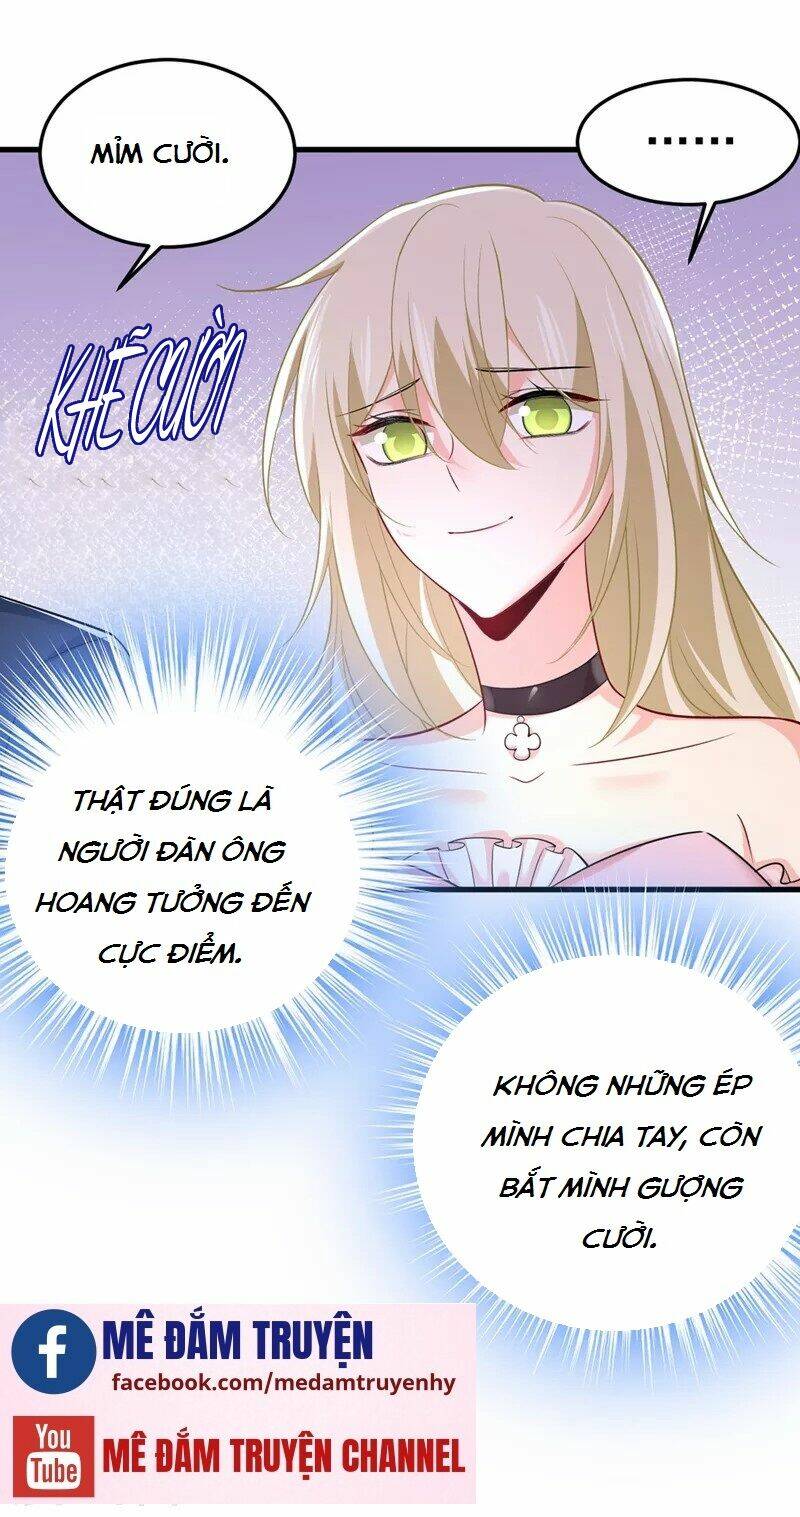 MỈM CƯỜI.
......
KHẼ CƯỜI
THẬT ĐÚNG LÀ
NGƯỜI ĐÀN ÔNG
HOANG TƯỞNG ĐẾN
CỰC ĐIỂM.
KHÔNG NHỮNG ÉP
MÌNH CHIA TAY, CÒN
BẮT MÌNH GƯỢNG
CƯỜI.
MÊ ĐẮM TRUYỆN
facebook.com/medamtruyenhy
You
Tube
MÊ ĐẮM TRUYỆN CHANNEL